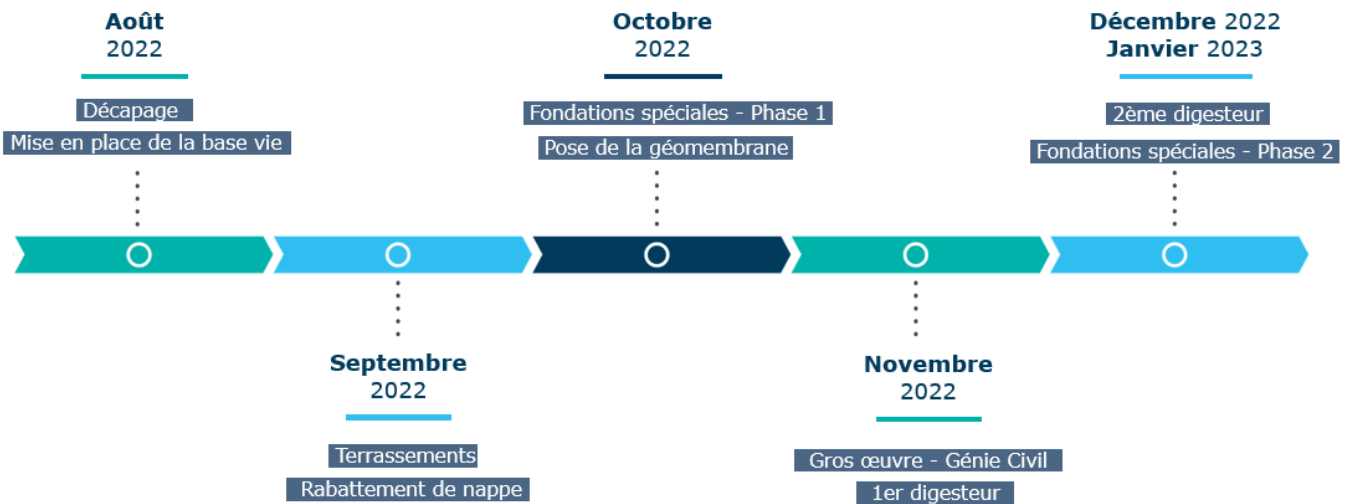 Août
2022
Décapage
Mise en place de la base vie
Septembre
2022
Terrassements
Rabattement de nappe
Octobre
2022
Fondations spéciales - Phase 1
Pose de la géomembrane
Novembre
2022
Gros œuvre - Génie Civil
1er digesteur
Décembre 2022
Janvier 2023
2ème digesteur
Fondations spéciales - Phase 2